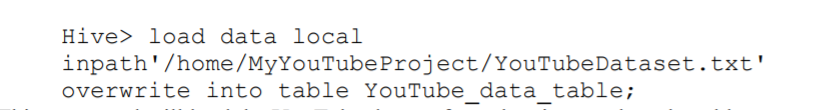 Hive> load data local
inpath'/home/MyYouTubeProject/YouTubeDataset.txt'
overwrite into table YouTube_data_table;